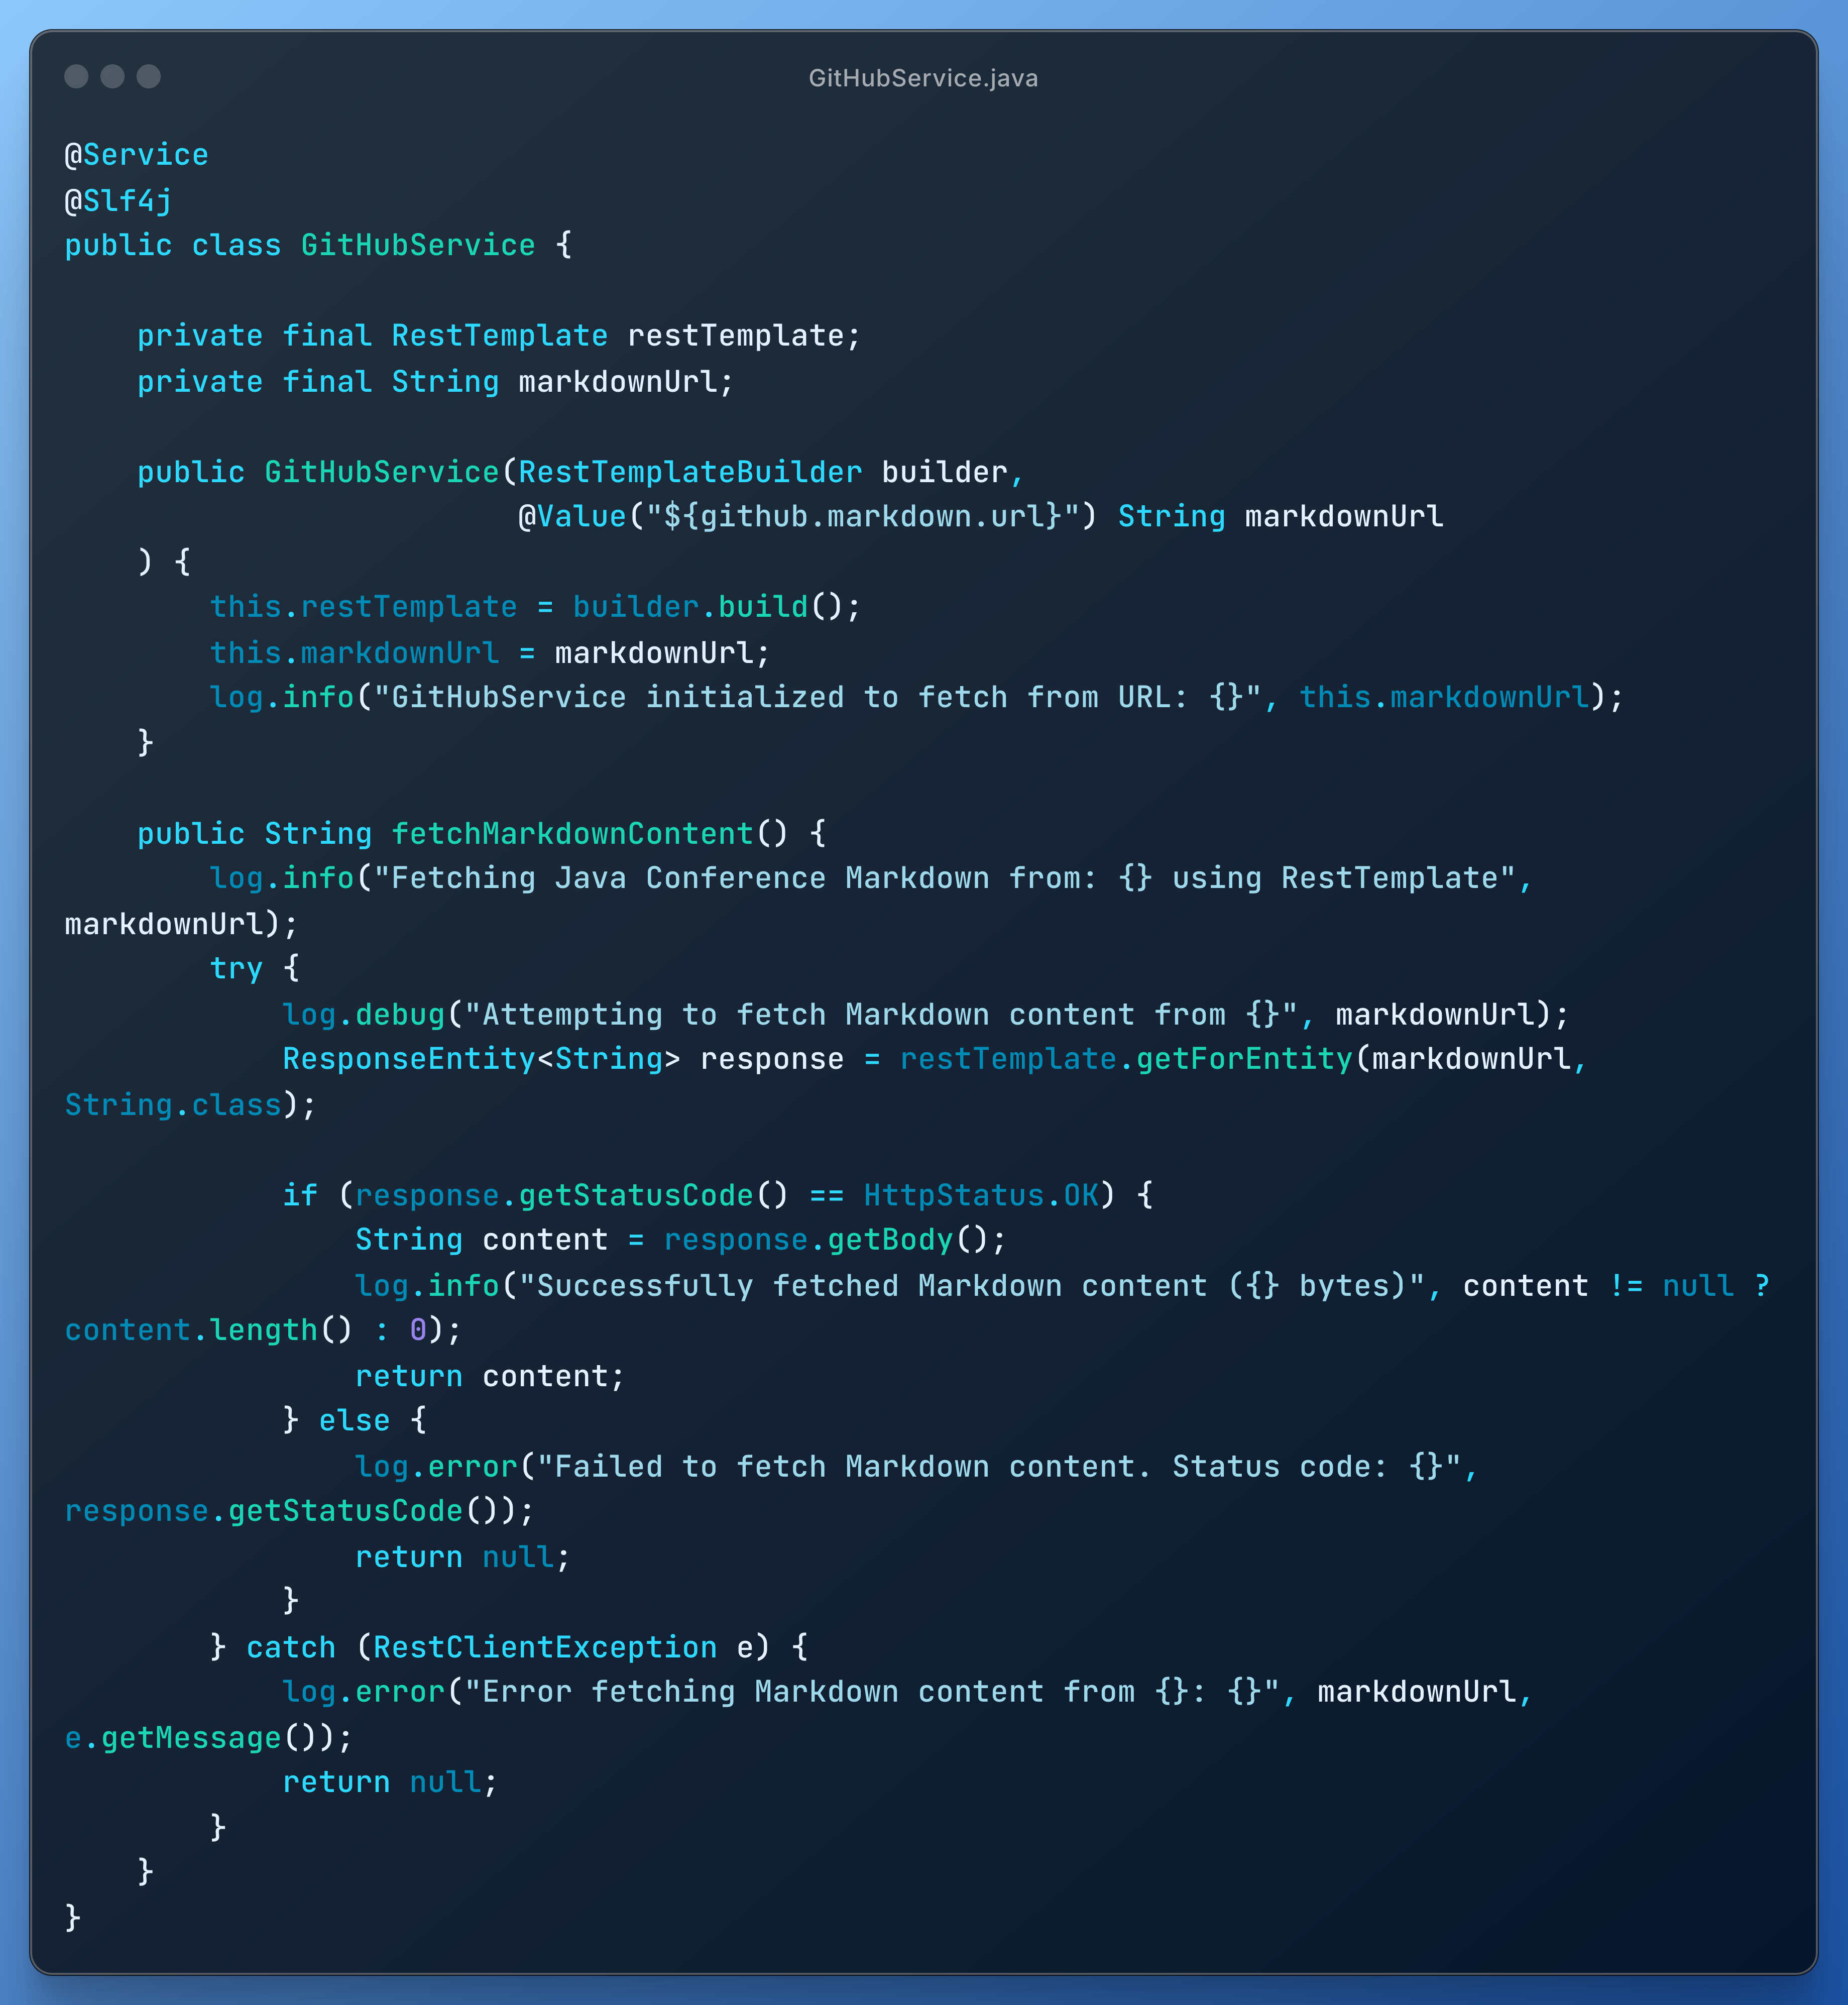 GitHubService.java
@Service
@Slf4j
public class GitHubService {
    private final RestTemplate restTemplate;
    private final String markdownUrl;
    public GitHubService(RestTemplateBuilder builder,
                         @Value("${github.markdown.url}") String markdownUrl
    ) {
        this.restTemplate = builder.build();
        this.markdownUrl = markdownUrl;
        log.info("GitHubService initialized to fetch from URL: {}", this.markdownUrl);
    }
    public String fetchMarkdownContent() {
        log.info("Fetching Java Conference Markdown from: {} using RestTemplate",
markdownUrl);
        try {
            log.debug("Attempting to fetch Markdown content from {}", markdownUrl);
            ResponseEntity<String> response = restTemplate.getForEntity(markdownUrl,
String.class);
            if (response.getStatusCode() == HttpStatus.OK) {
                String content = response.getBody();
                log.info("Successfully fetched Markdown content ({} bytes)", content != null ?
content.length() : 0);
                return content;
            } else {
                log.error("Failed to fetch Markdown content. Status code: {}",
response.getStatusCode());
                return null;
            }
        } catch (RestClientException e) {
            log.error("Error fetching Markdown content from {}: {}", markdownUrl,
e.getMessage());
            return null;
        }
    }
}